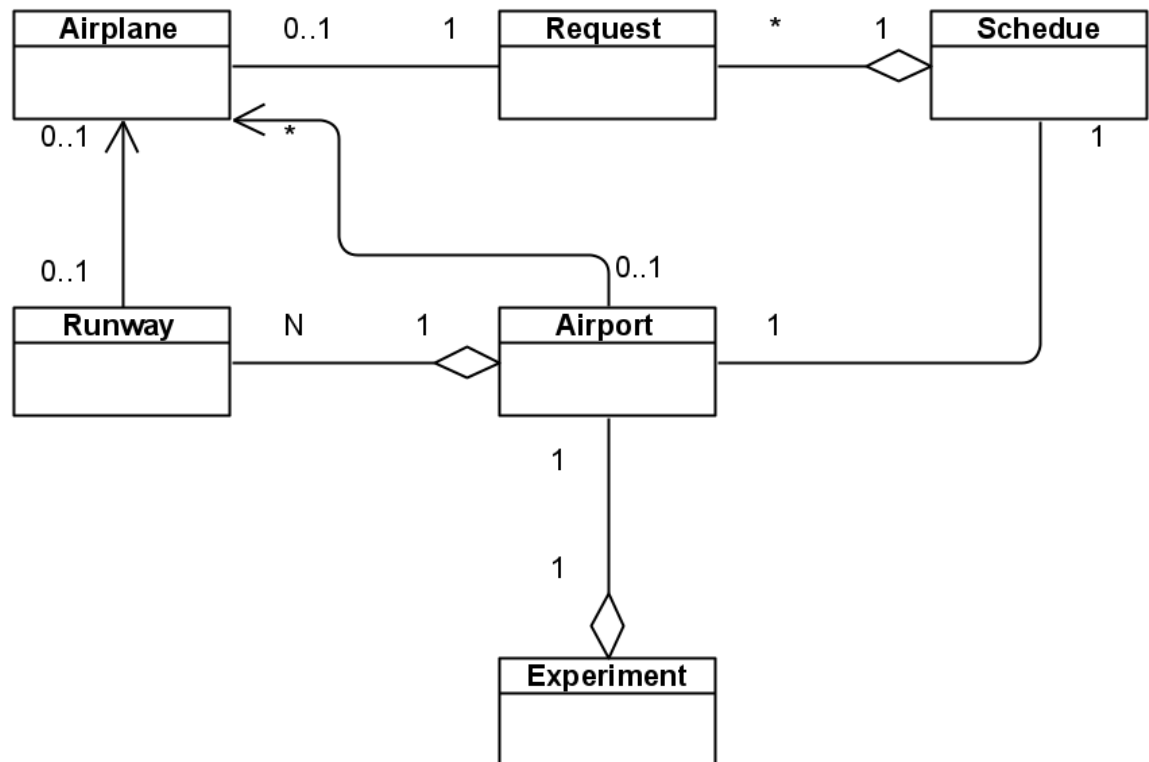 Airplane 0..1 1 Request * 1 Schedue
0..1 * 1
0..1 0..1
Runway N 1 Airport 1
1
1
Experiment